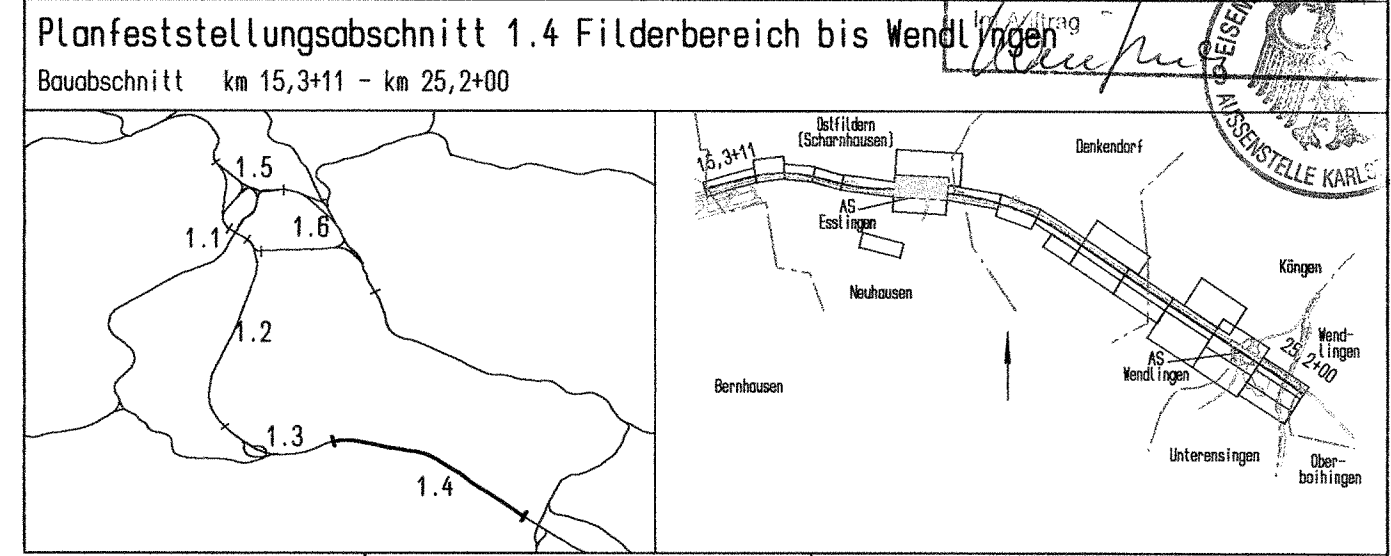 Planfeststellungsabschnitt 1.4 Filderbereich bis Wendlingen
Im Auftrag
Bauabschnitt km 15,3+11 - km 25,2+00
EISEN
AUSSENSTELLE KARLS
1.5
1.6
1.1
1.2
1.3
1.4
15,3+11
Ostfildern
(Scharnhausen)
Denkendorf
AS
Esslingen
Neuhausen
Köngen
Wend-
lingen
25,2+00
AS
Wendlingen
Bernhausen
Unterensingen
Ober-
boihingen